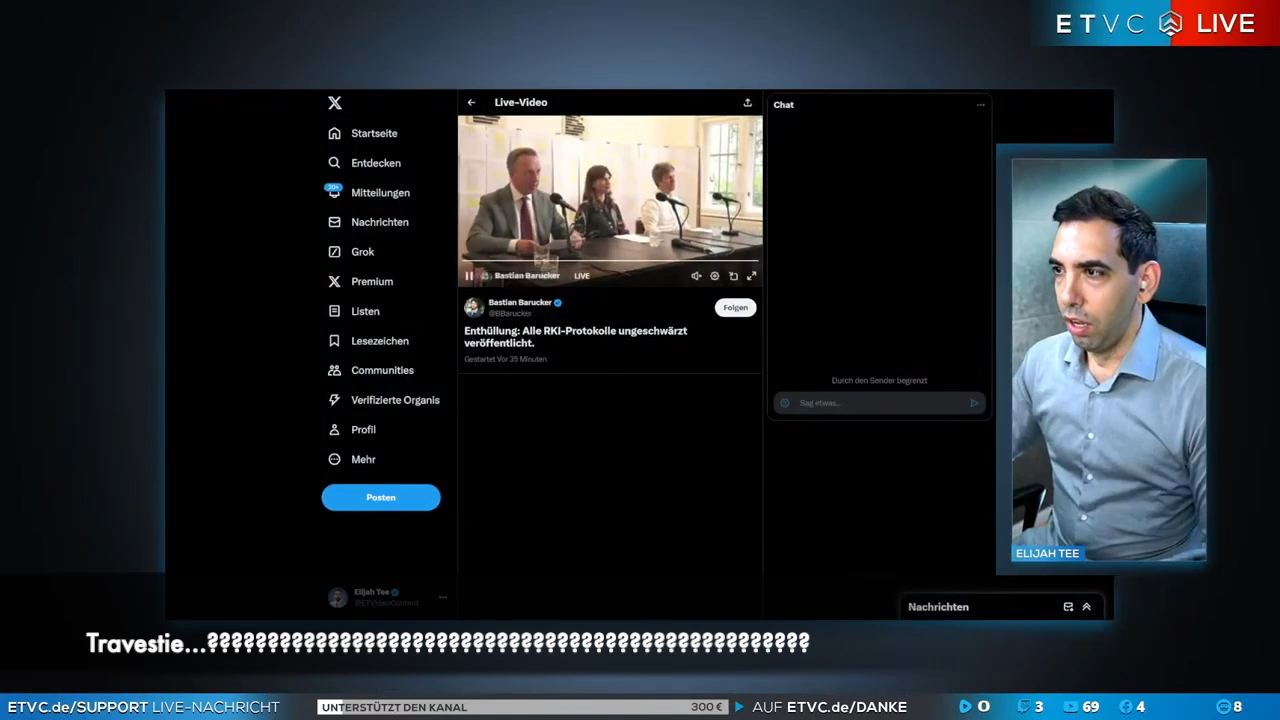 ETVC LIVE
X
Startseite
Entdecken
20+
Mitteilungen
Nachrichten
Grok
Premium
Listen
Lesezeichen
Communities
Verifizierte Organis
Profil
Mehr
Posten
Elijah Tee
@ETVideoContent
Live-Video
Bastian Barucker LIVE
Bastian Barucker
@BBarucker
Folgen
Enthüllung: Alle RKI-Protokolle ungeschwärzt
veröffentlicht.
Gestartet Vor 35 Minuten
Chat
Durch den Sender begrenzt
Sag etwas...
Nachrichten
ELIJAH TEE
Travestie...??????????????????????????????????????????????????
ETVC.de/SUPPORT LIVE-NACHRICHT
UNTERSTÜTZT DEN KANAL 300 € AUF ETVC.de/DANKE
0 3 69 4 8